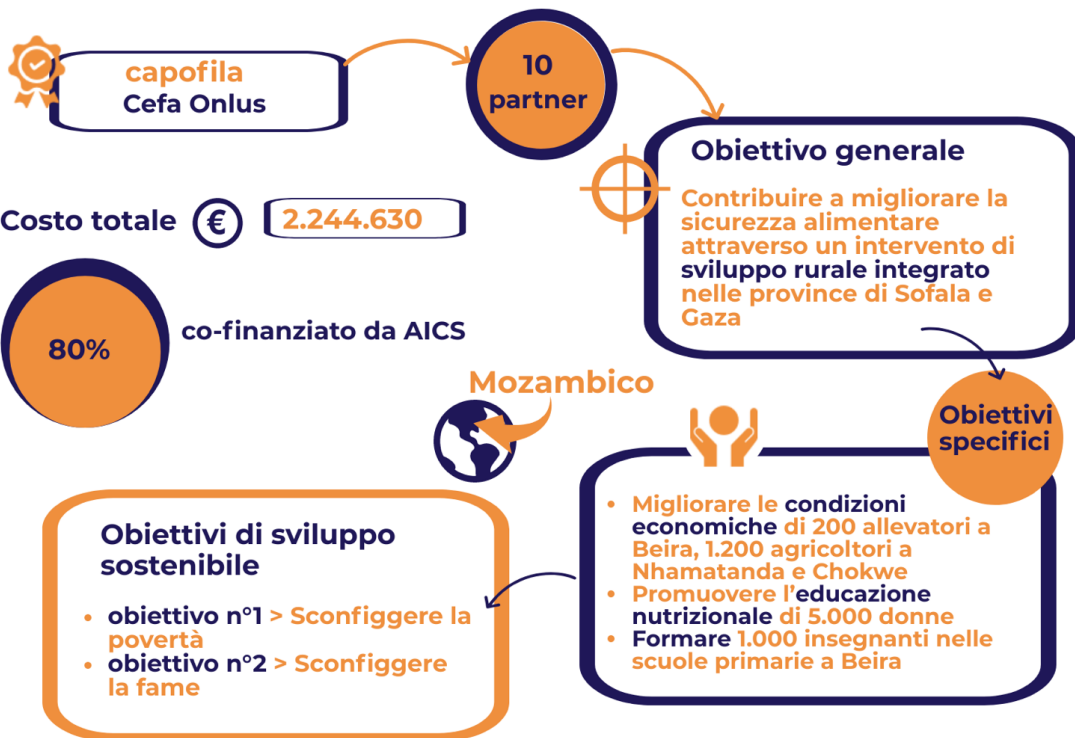 capofila
Cefa Onlus
10
partner
Obiettivo generale
Contribuire a migliorare la
sicurezza alimentare
attraverso un intervento di
sviluppo rurale integrato
nelle province di Sofala e
Gaza
Costo totale € 2.244.630
80%
co-finanziato da AICS
Mozambico
Obiettivi
specifici
• Migliorare le condizioni
economiche di 200 allevatori a
Beira, 1.200 agricoltori a
Nhamatanda e Chokwe
• Promuovere l’educazione
nutrizionale di 5.000 donne
• Formare 1.000 insegnanti nelle
scuole primarie a Beira
Obiettivi di sviluppo
sostenibile
• obiettivo n°1 > Sconfiggere la
povertà
• obiettivo n°2 > Sconfiggere
la fame